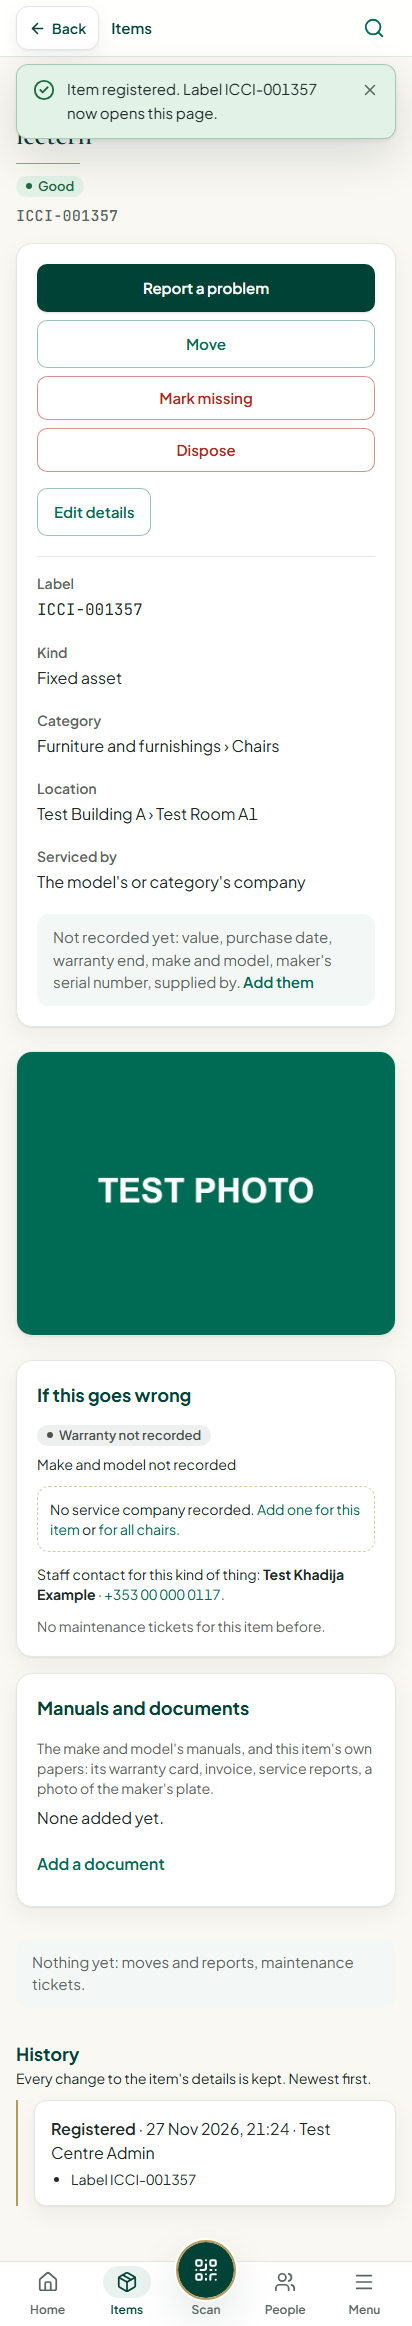 Back
Items
Item registered. Label ICCI-001357
now opens this page.
Good
ICCI-001357
Report a problem
Move
Mark missing
Dispose
Edit details
Label
ICCI-001357
Kind
Fixed asset
Category
Furniture and furnishings › Chairs
Location
Test Building A › Test Room A1
Serviced by
The model's or category's company
Not recorded yet: value, purchase date,
warranty end, make and model, maker's
serial number, supplied by. Add them
TEST PHOTO
If this goes wrong
Warranty not recorded
Make and model not recorded
No service company recorded. Add one for this
item or for all chairs.
Staff contact for this kind of thing: Test Khadija
Example · +353 00 000 0117.
No maintenance tickets for this item before.
Manuals and documents
The make and model's manuals, and this item's own
papers: its warranty card, invoice, service reports, a
photo of the maker's plate.
None added yet.
Add a document
Nothing yet: moves and reports, maintenance
tickets.
History
Every change to the item's details is kept. Newest first.
Registered · 27 Nov 2026, 21:24 · Test
Centre Admin
Label ICCI-001357
Home
Items
Scan
People
Menu